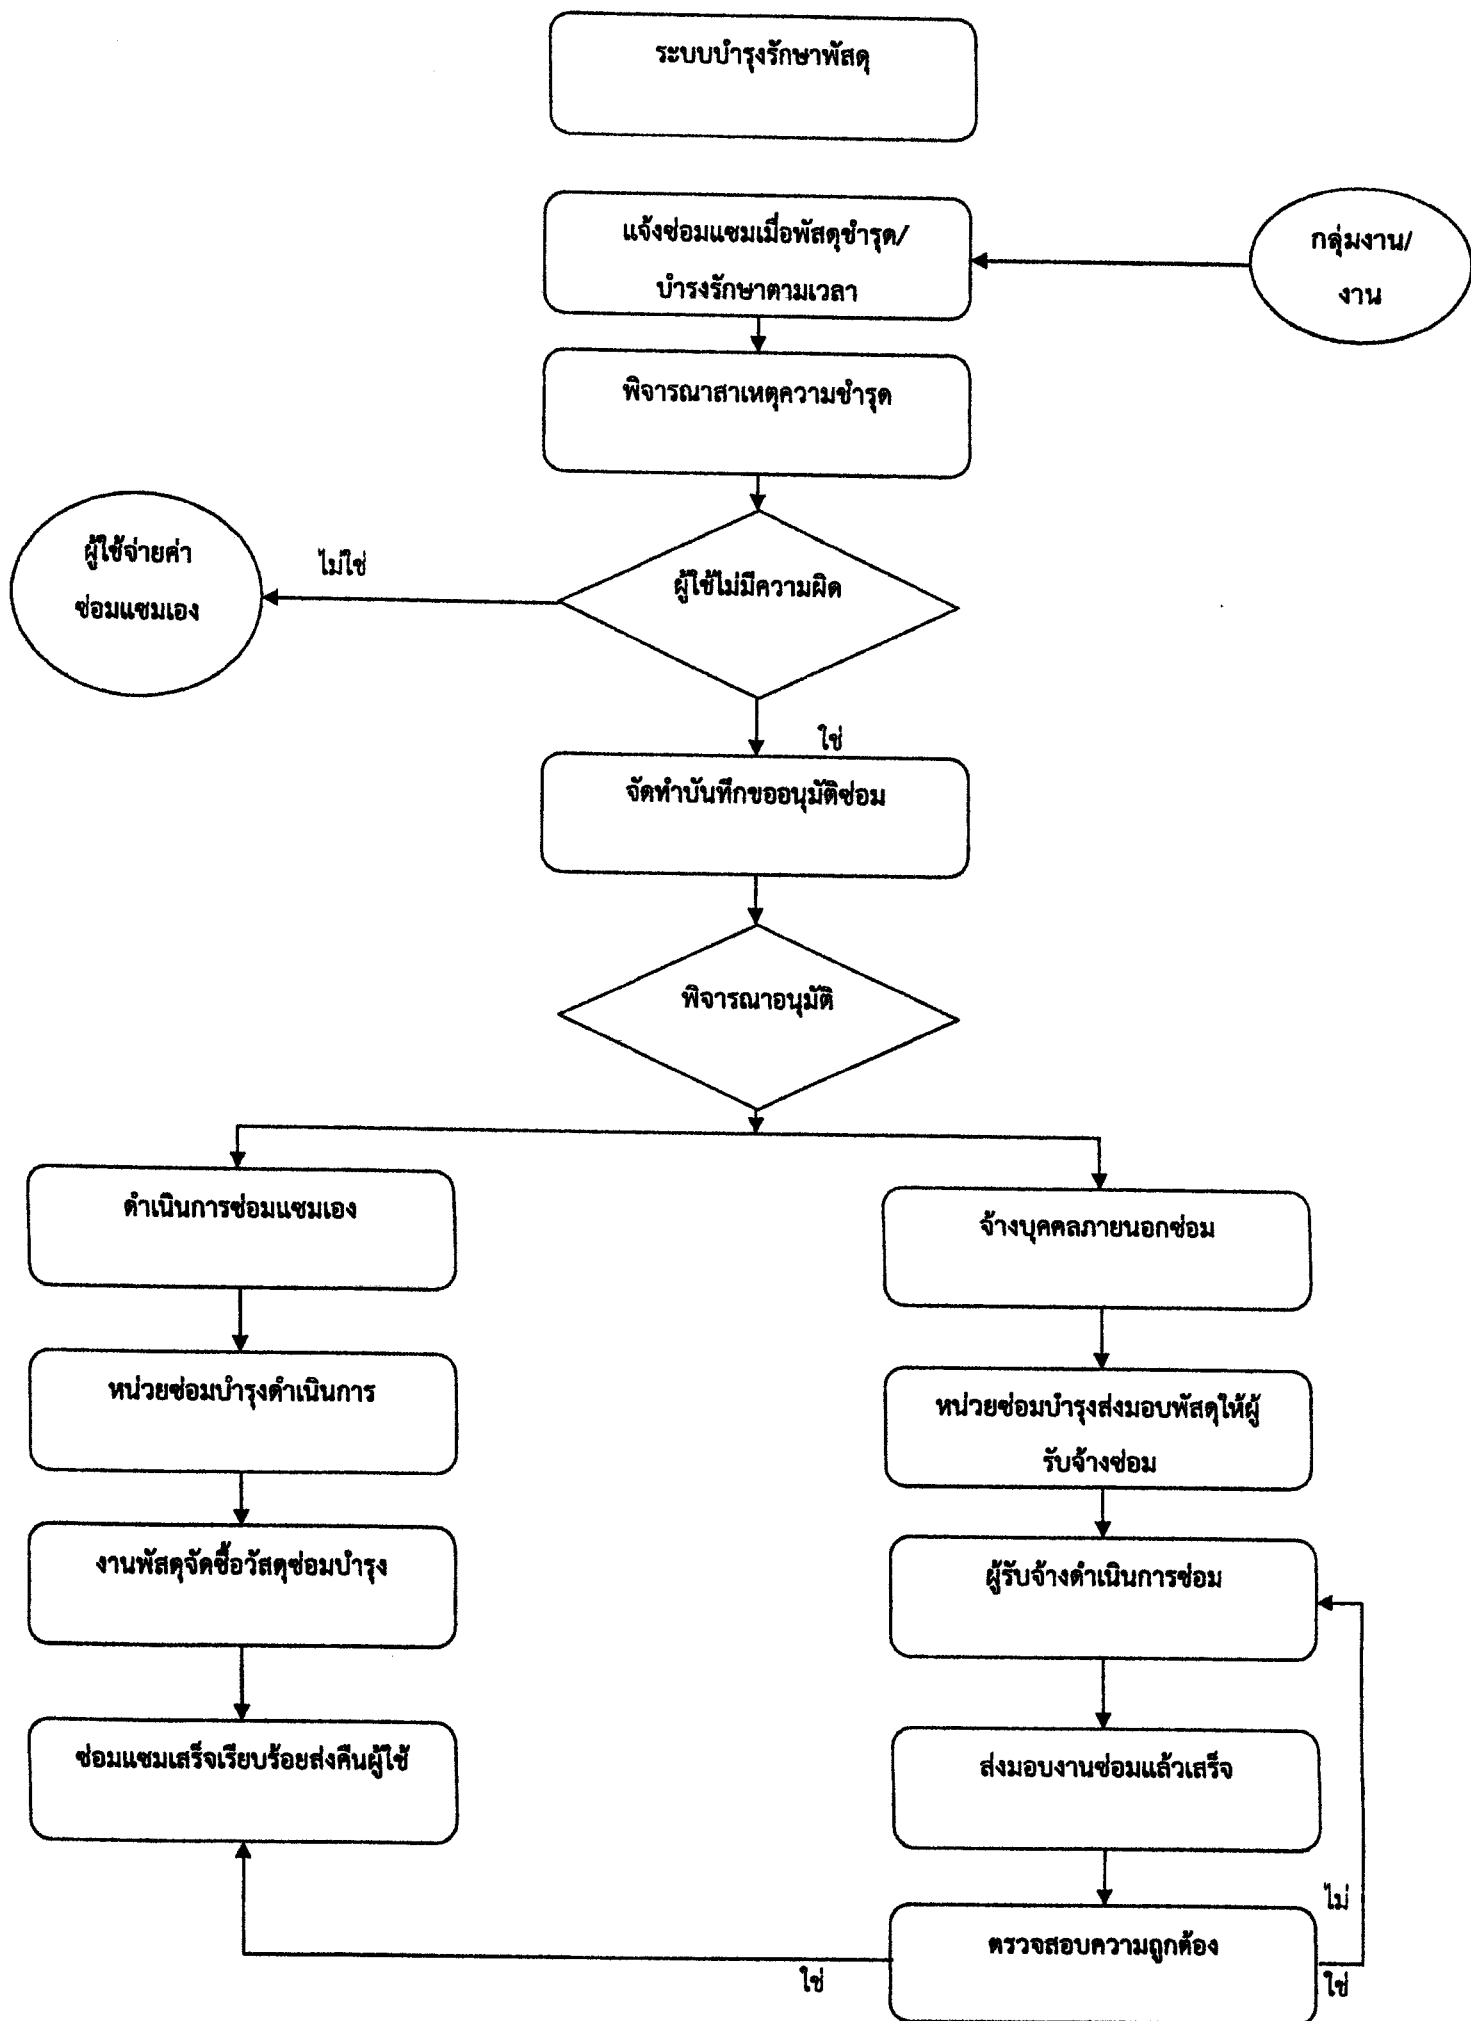 ระบบบำรุงรักษาพัสดุ
แจ้งซ่อมแซมเมื่อพัสดุชำรุด/
บำรงรักษาตามเวลา
กลุ่มงาน/
งาน
พิจารณาสาเหตุความชำรุด
ผู้ใช้จ่ายค่า
ซ่อมแซมเอง
ไม่ใช่
ผู้ใช้ไม่มีความผิด
ใช่
จัดทำบันทึกขออนุมัติซ่อม
พิจารณาอนุมัติ
ดำเนินการซ่อมแซมเอง
จ้างบุคคลภายนอกซ่อม
หน่วยซ่อมบำรุงดำเนินการ
หน่วยซ่อมบำรุงส่งมอบพัสดุให้ผู้
รับจ้างซ่อม
งานพัสดุจัดซื้อวัสดุซ่อมบำรุง
ผู้รับจ้างดำเนินการซ่อม
ซ่อมแซมเสร็จเรียบร้อยส่งคืนผู้ใช้
ส่งมอบงานซ่อมแล้วเสร็จ
ไม่
ตรวจสอบความถูกต้อง
ใช่
ใช่